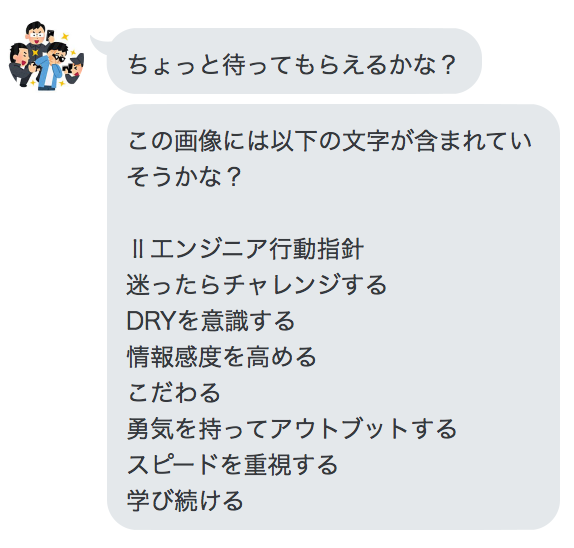 ちょっと待ってもらえるかな？
この画像には以下の文字が含まれてい
そうかな？
Ⅱエンジニア行動指針
迷ったらチャレンジする
DRYを意識する
情報感度を高める
こだわる
勇気を持ってアウトブットする
スピードを重視する
学び続ける